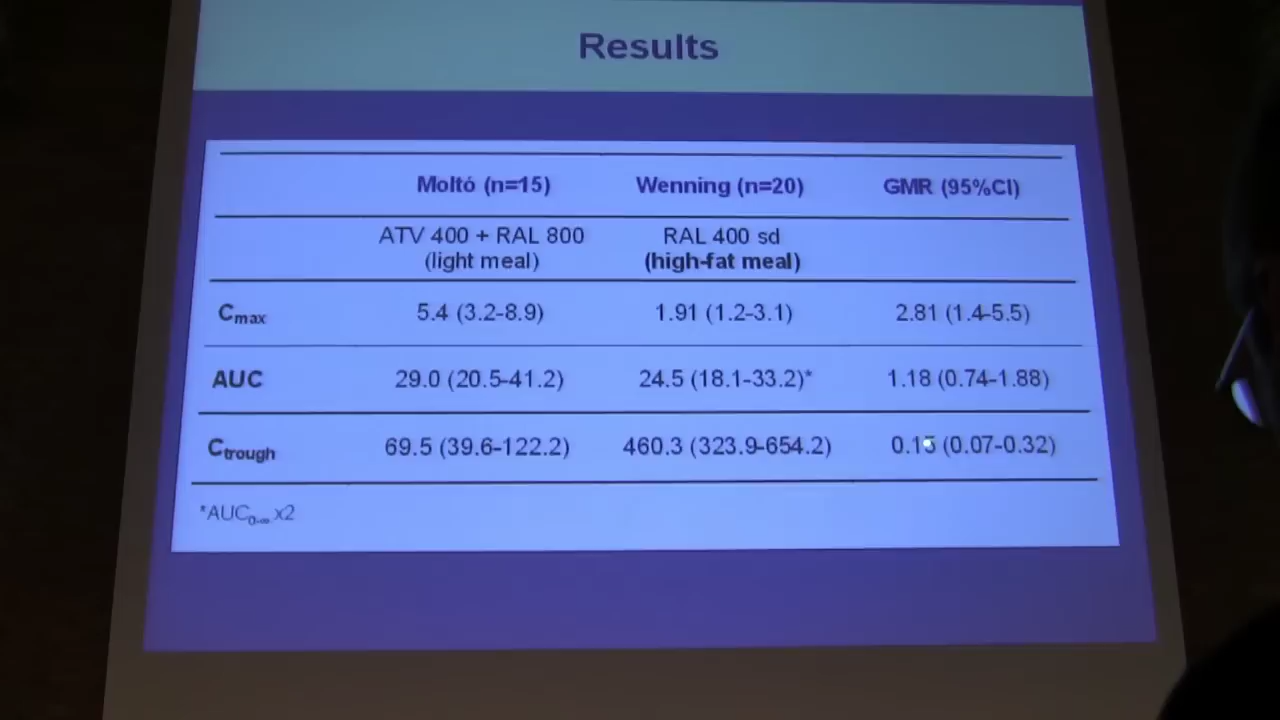 Results
Moltó (n=15) Wenning (n=20) GMR (95%CI)
ATV 400 + RAL 800 RAL 400 sd
(light meal) (high-fat meal)
Cmax 5.4 (3.2-8.9) 1.91 (1.2-3.1) 2.81 (1.4-5.5)
AUC 29.0 (20.5-41.2) 24.5 (18.1-33.2)* 1.18 (0.74-1.88)
Ctrough 69.5 (39.6-122.2) 460.3 (323.9-654.2) 0.15 (0.07-0.32)
*AUC0-∞ x2